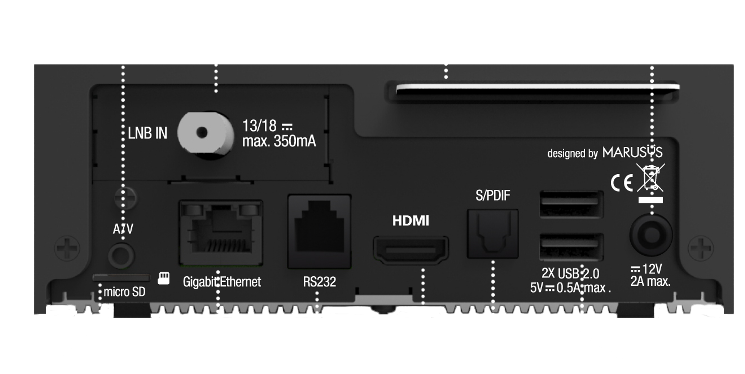 LNB IN
13/18 ⎓
max. 350mA
designed by MARUSYS
CE
S/PDIF
A/V
HDMI
micro SD
Gigabit Ethernet
RS232
2X USB 2.0
5V ⎓ 0.5A max.
⎓ 12V
2A max.